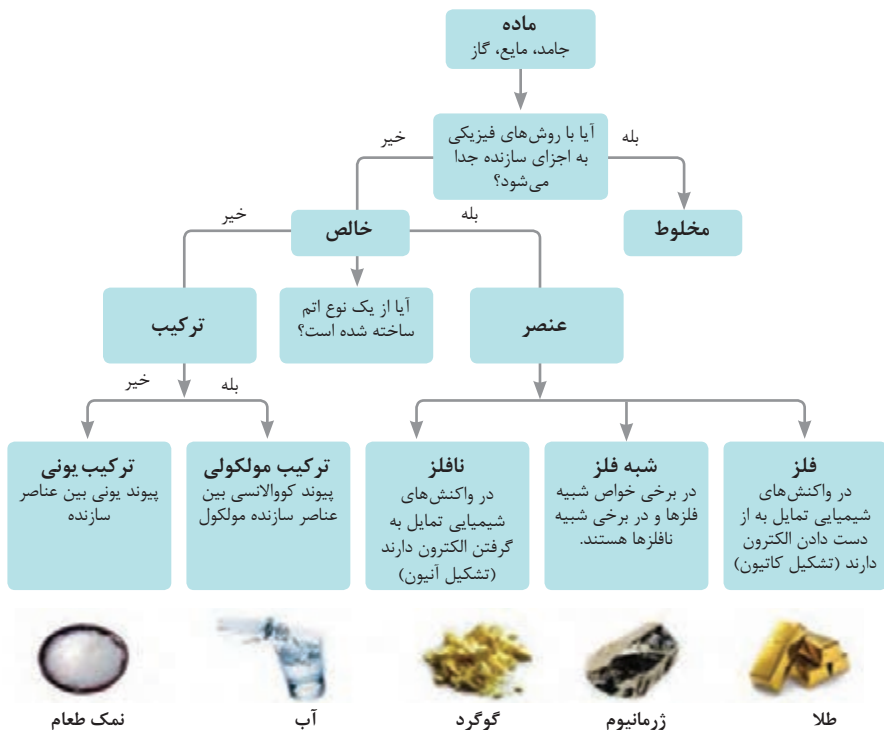 ماده
جامد، مایع، گاز
آیا با روش‌های فیزیکی
به اجزای سازنده جدا
می‌شود؟
بله
خیر
مخلوط
خالص
بله
خیر
آیا از یک نوع اتم
ساخته شده است؟
عنصر
ترکیب
بله
خیر
فلز
در واکنش‌های
شیمیایی تمایل به از
دست دادن الکترون
دارند (تشکیل کاتیون)
شبه فلز
در برخی خواص شبیه
فلزها و در برخی شبیه
نافلزها هستند.
نافلز
در واکنش‌های
شیمیایی تمایل به
گرفتن الکترون دارند
(تشکیل آنیون)
ترکیب مولکولی
پیوند کووالانسی بین
عناصر سازنده مولکول
ترکیب یونی
پیوند یونی بین عناصر
سازنده
طلا
ژرمانیوم
گوگرد
آب
نمک طعام